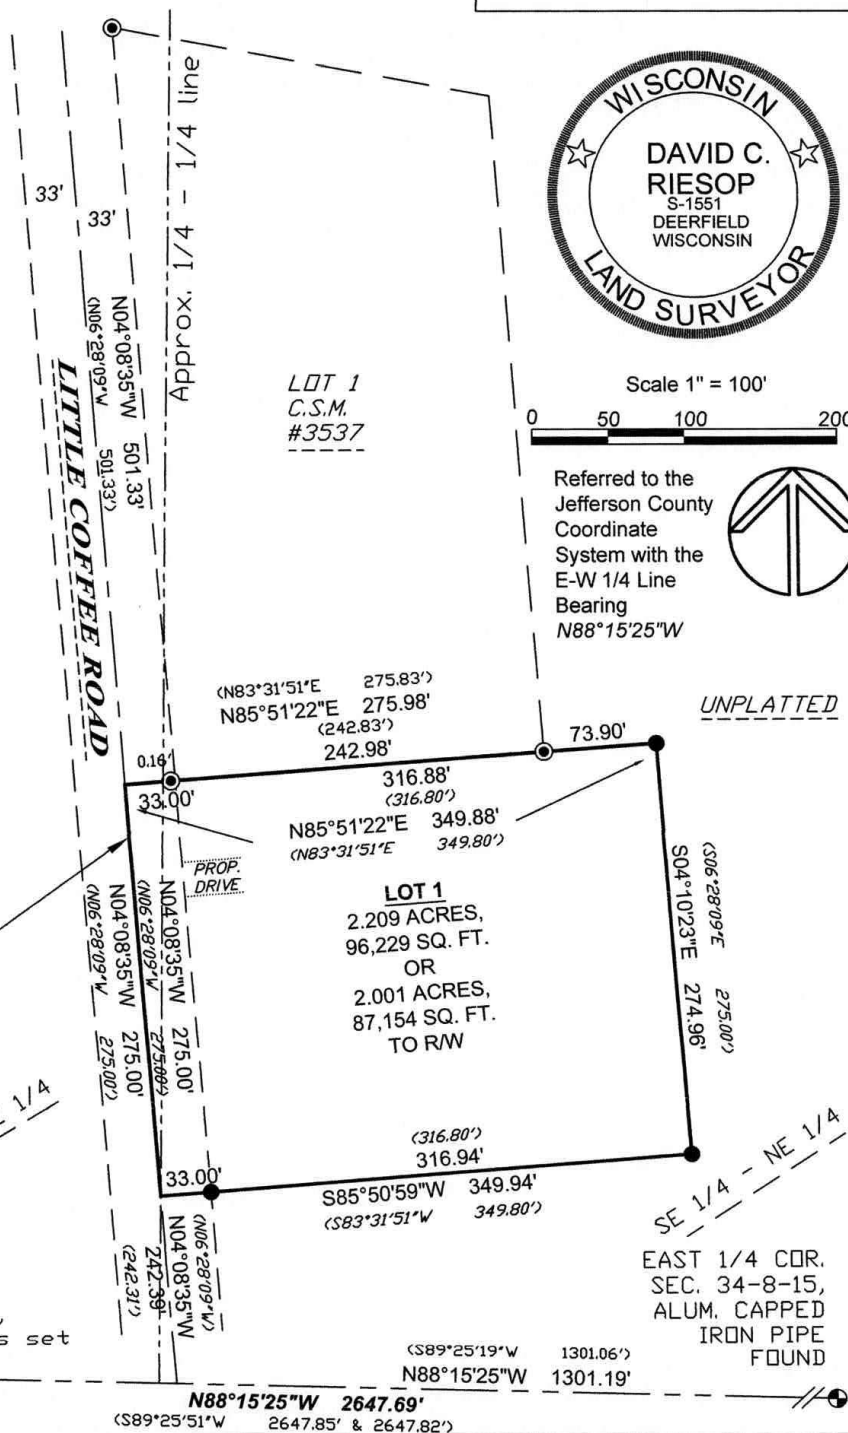 WISCONSIN
DAVID C.
RIESOP
S-1551
DEERFIELD
WISCONSIN
LAND SURVEYOR
33'
33'
Approx. 1/4 - 1/4 line
N04°08'35"W 501.33'
(N06°28'09"W 501.33')
LITTLE COFFEE ROAD
LOT 1
C.S.M.
#3537
Scale 1" = 100'
0 50 100 200
Referred to the
Jefferson County
Coordinate
System with the
E-W 1/4 Line
Bearing
N88°15'25"W
UNPLATTED
(N83°31'51"E 275.83')
N85°51'22"E 275.98'
(242.83')
242.98'
73.90'
0.16'
33.00'
316.88'
(316.80')
N85°51'22"E 349.88'
(N83°31'51"E 349.80')
PROP.
DRIVE
LOT 1
2.209 ACRES,
96,229 SQ. FT.
OR
2.001 ACRES,
87,154 SQ. FT.
TO R/W
N04°08'35"W 275.00'
(N06°28'09"W 275.00')
N04°08'35"W 275.00'
(N06°28'09"W 275.00')
(S06°28'09"E 275.00')
S04°10'23"E 274.96'
1/4
(316.80')
316.94'
33.00'
S85°50'59"W 349.94'
(S83°31'51"W 349.80')
(N06°28'09"W)
N04°08'35"W
242.39'
(242.31')
SE 1/4 - NE 1/4
EAST 1/4 COR.
SEC. 34-8-15,
ALUM. CAPPED
IRON PIPE
FOUND
s set
(S89°25'19"W 1301.06')
N88°15'25"W 1301.19'
N88°15'25"W 2647.69'
(S89°25'51"W 2647.85' & 2647.82')